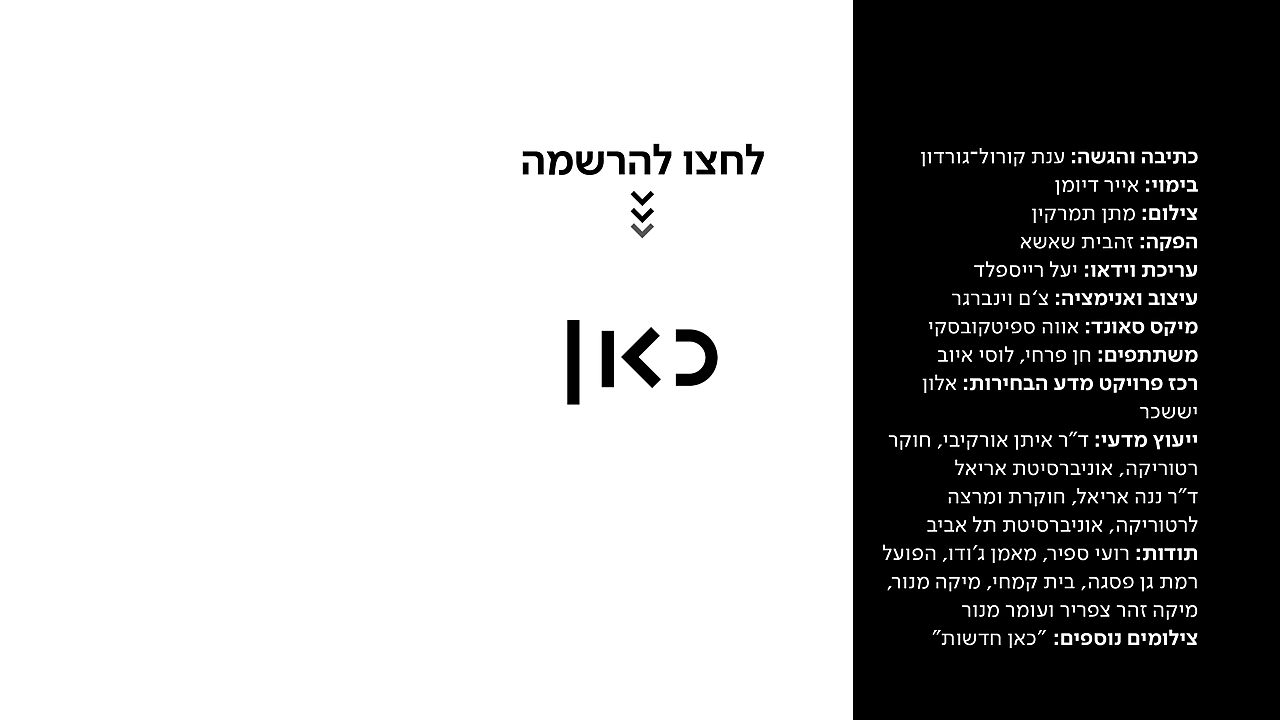 כתיבה והגשה: ענת קורול־גורדון
בימוי: אייר דיומן
צילום: מתן תמרקין
הפקה: זהבית שאשא
עריכת וידאו: יעל רייספלד
עיצוב ואנימציה: צ׳ם וינברגר
מיקס סאונד: אווה ספיטקובסקי
משתתפים: חן פרחי, לוסי איוב
רכז פרויקט מדע הבחירות: אלון
יששכר
ייעוץ מדעי: ד״ר איתן אורקיבי, חוקר
רטוריקה, אוניברסיטת אריאל
ד״ר ננה אריאל, חוקרת ומרצה
לרטוריקה, אוניברסיטת תל אביב
תודות: רועי ספיר, מאמן ג׳ודו, הפועל
רמת גן פסגה, בית קמחי, מיקה מנור,
מיקה זהר צפריר ועומר מנור
צילומים נוספים: ״כאן חדשות״
לחצו להרשמה
כאן